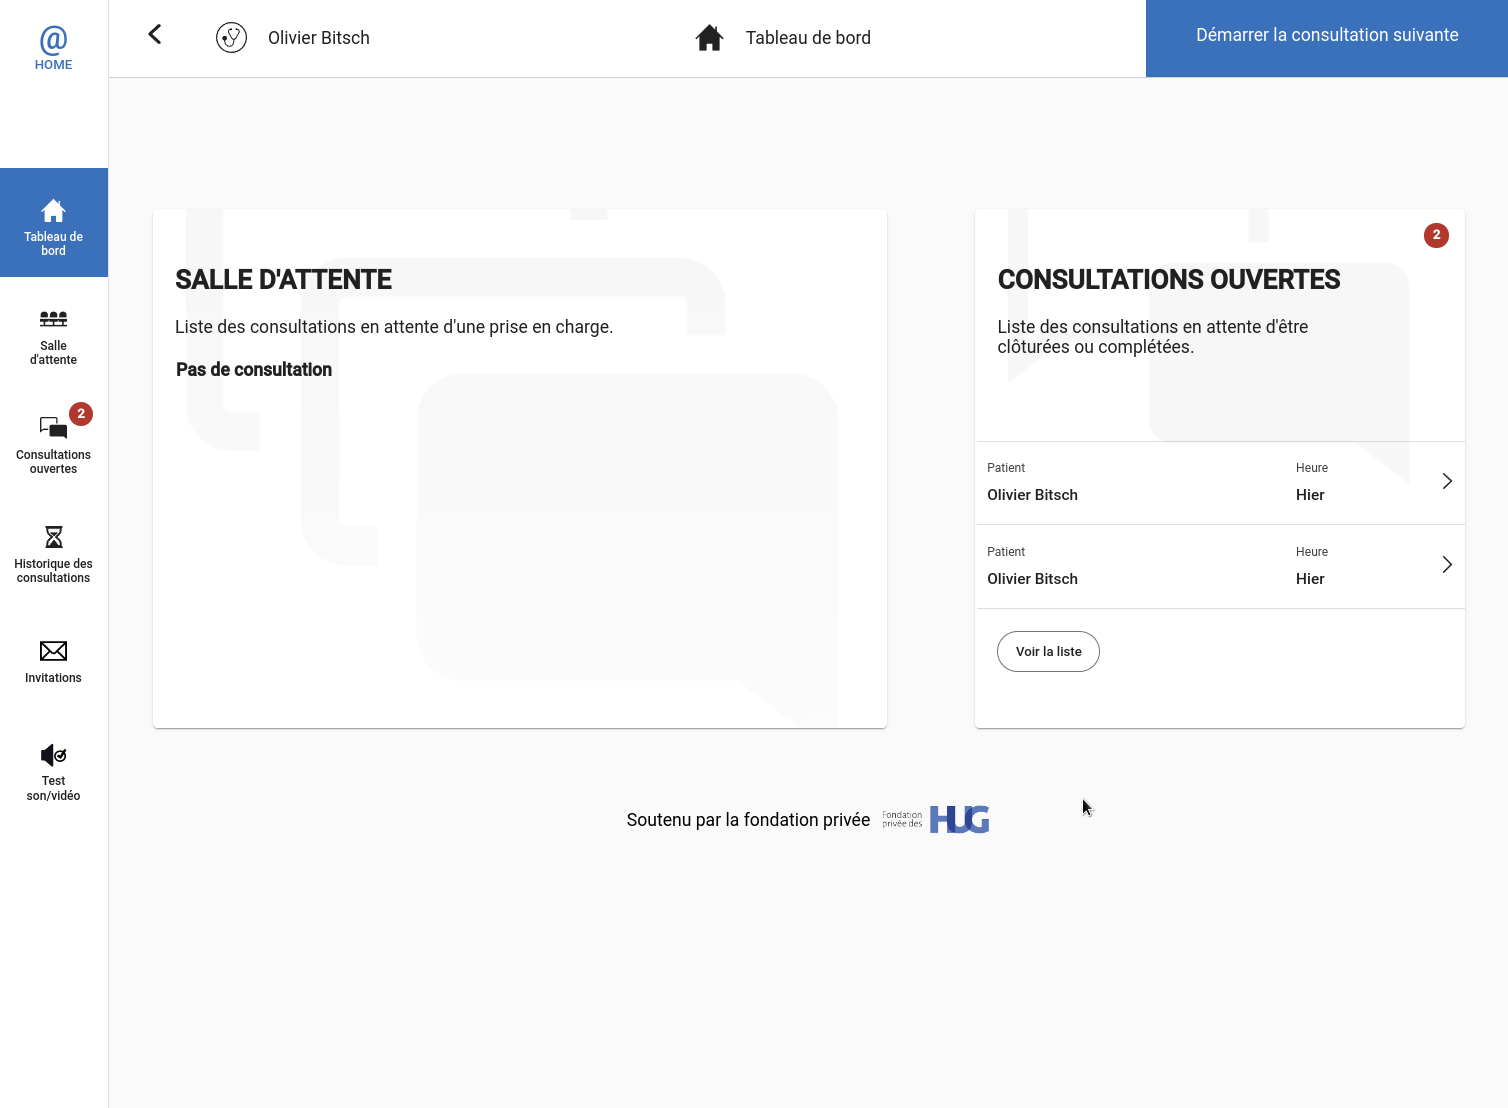 @
HOME
Olivier Bitsch
Tableau de bord
Démarrer la consultation suivante
Tableau de
bord
Salle
d'attente
2
Consultations
ouvertes
Historique des
consultations
Invitations
Test
son/vidéo
SALLE D'ATTENTE
Liste des consultations en attente d'une prise en charge.
Pas de consultation
2
CONSULTATIONS OUVERTES
Liste des consultations en attente d'être
clôturées ou complétées.
Patient Heure
Olivier Bitsch Hier
Patient Heure
Olivier Bitsch Hier
Voir la liste
Soutenu par la fondation privée
Fondation
privée des
HUG